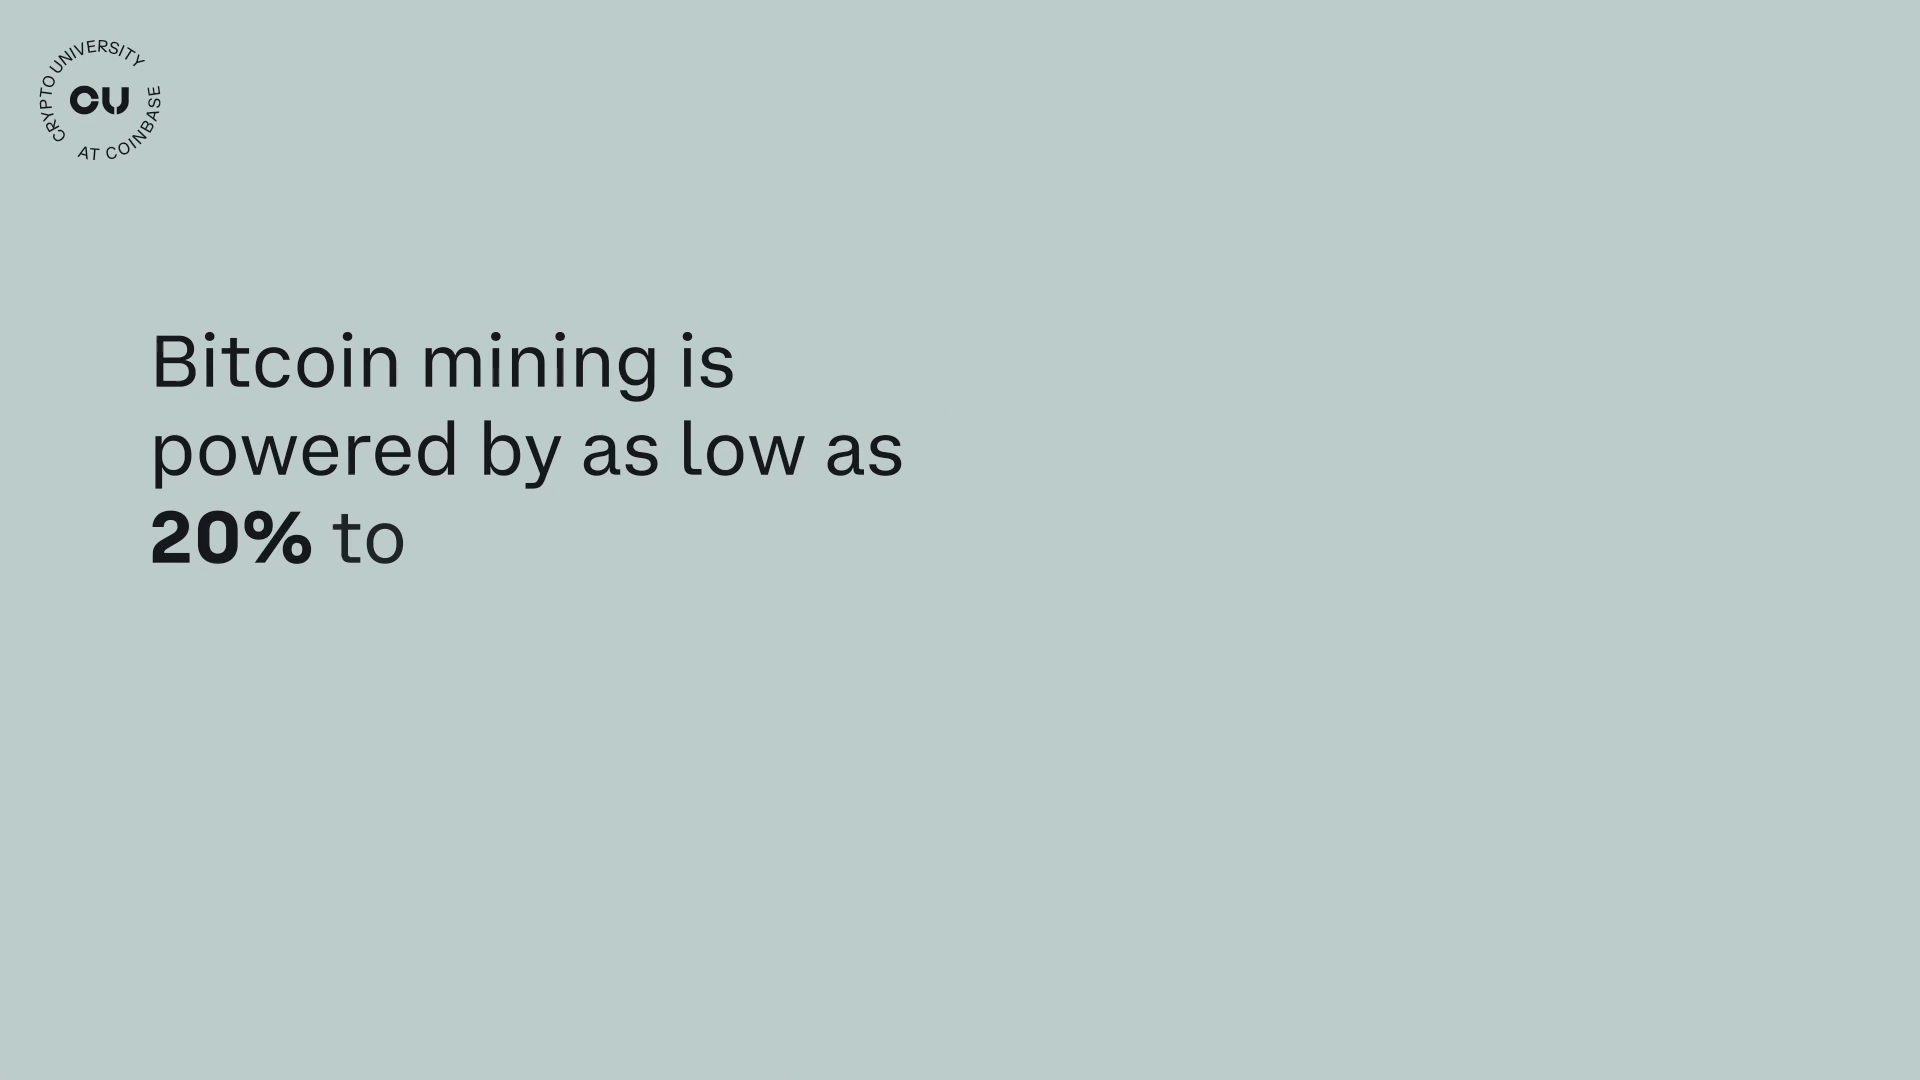 CRYPTO UNIVERSITY
AT COINBASE
CU
Bitcoin mining is
powered by as low as
20% to